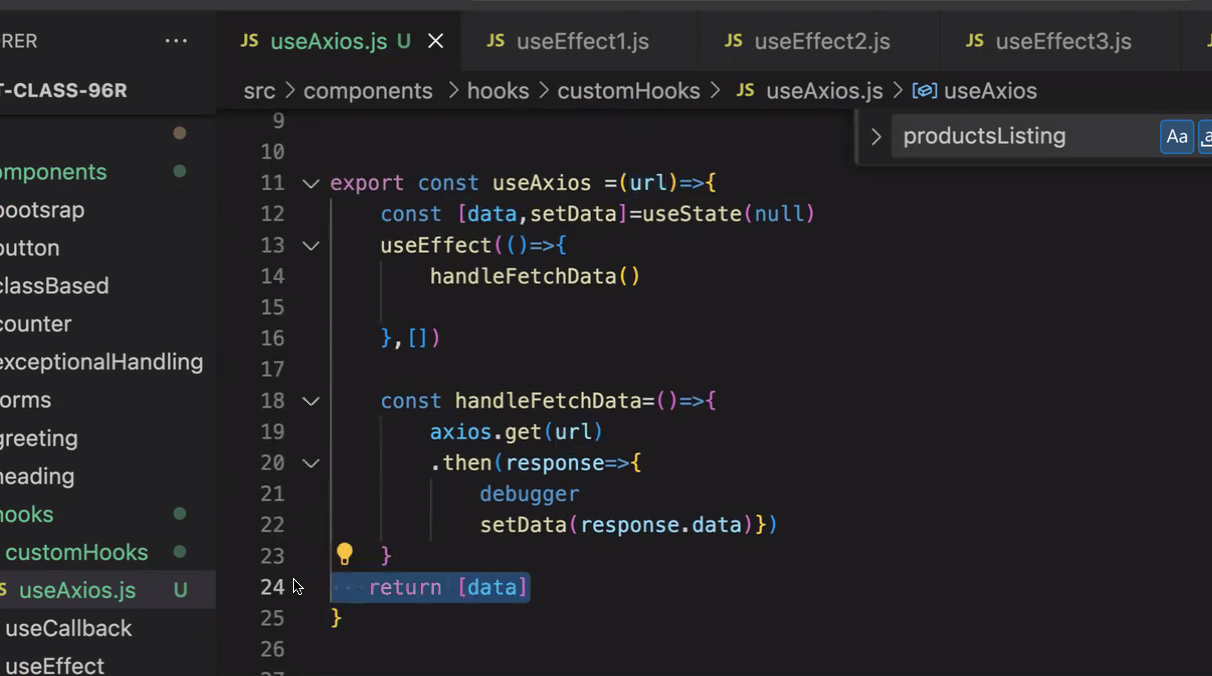 ORER ...
JS useAxios.js U
JS useEffect1.js
JS useEffect2.js
JS useEffect3.js
JS
T-CLASS-96R
src > components > hooks > customHooks > JS useAxios.js > useAxios
> productsListing Aa a
omponents
bootsrap
button
classBased
counter
exceptionalHandling
forms
greeting
heading
hooks
customHooks
S useAxios.js U
useCallback
useEffect
9
10
11 export const useAxios =(url)=>{
12 const [data,setData]=useState(null)
13 useEffect(()=>{
14 handleFetchData()
15
16 },[])
17
18 const handleFetchData=()=>{
19 axios.get(url)
20 .then(response=>{
21 debugger
22 setData(response.data)})
23 }
24 ··· return [data]
25 }
26
27